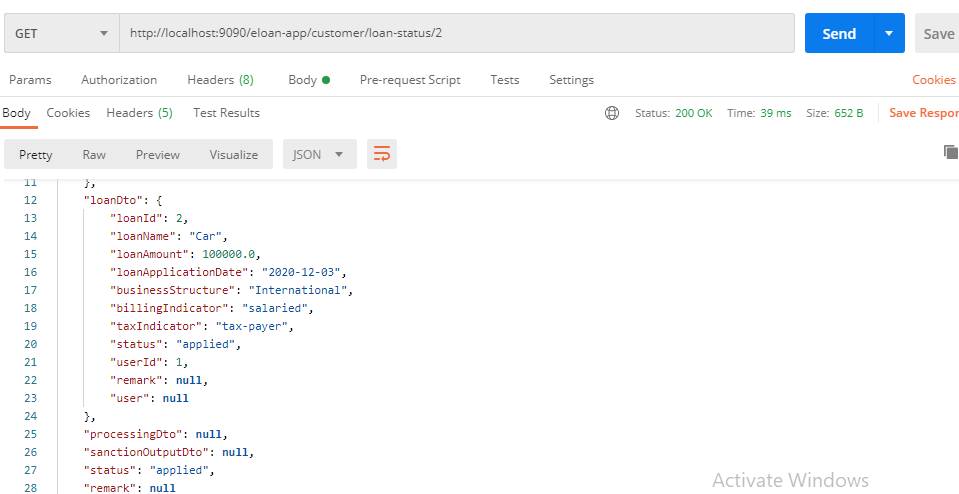 GET http://localhost:9090/eloan-app/customer/loan-status/2 Send Save
Params Authorization Headers (8) Body Pre-request Script Tests Settings Cookies
Body Cookies Headers (5) Test Results Status: 200 OK Time: 39 ms Size: 652 B Save Respor
Pretty Raw Preview Visualize JSON
11 },
12 "loanDto": {
13 "loanId": 2,
14 "loanName": "Car",
15 "loanAmount": 100000.0,
16 "loanApplicationDate": "2020-12-03",
17 "businessStructure": "International",
18 "billingIndicator": "salaried",
19 "taxIndicator": "tax-payer",
20 "status": "applied",
21 "userId": 1,
22 "remark": null,
23 "user": null
24 },
25 "processingDto": null,
26 "sanctionOutputDto": null,
27 "status": "applied",
28 "remark": null
Activate Windows